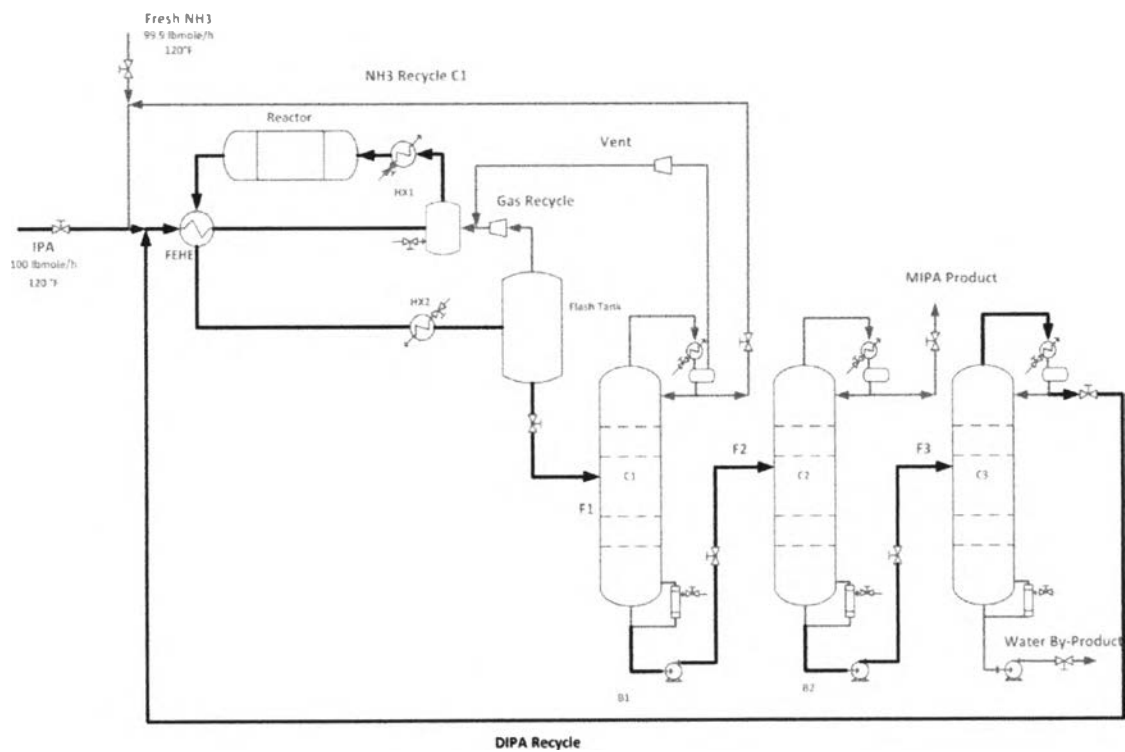 Fresh NH3
99.5 lbmole/h
120°F
NH3 Recycle C1
Reactor
Vent
HX1
Gas Recycle
IPA
100 lbmole/h
120 °F
FEHE
HX2
Flash Tank
MIPA Product
F2
F3
C1
C2
C3
F1
Water By-Product
B1
B2
DIPA Recycle